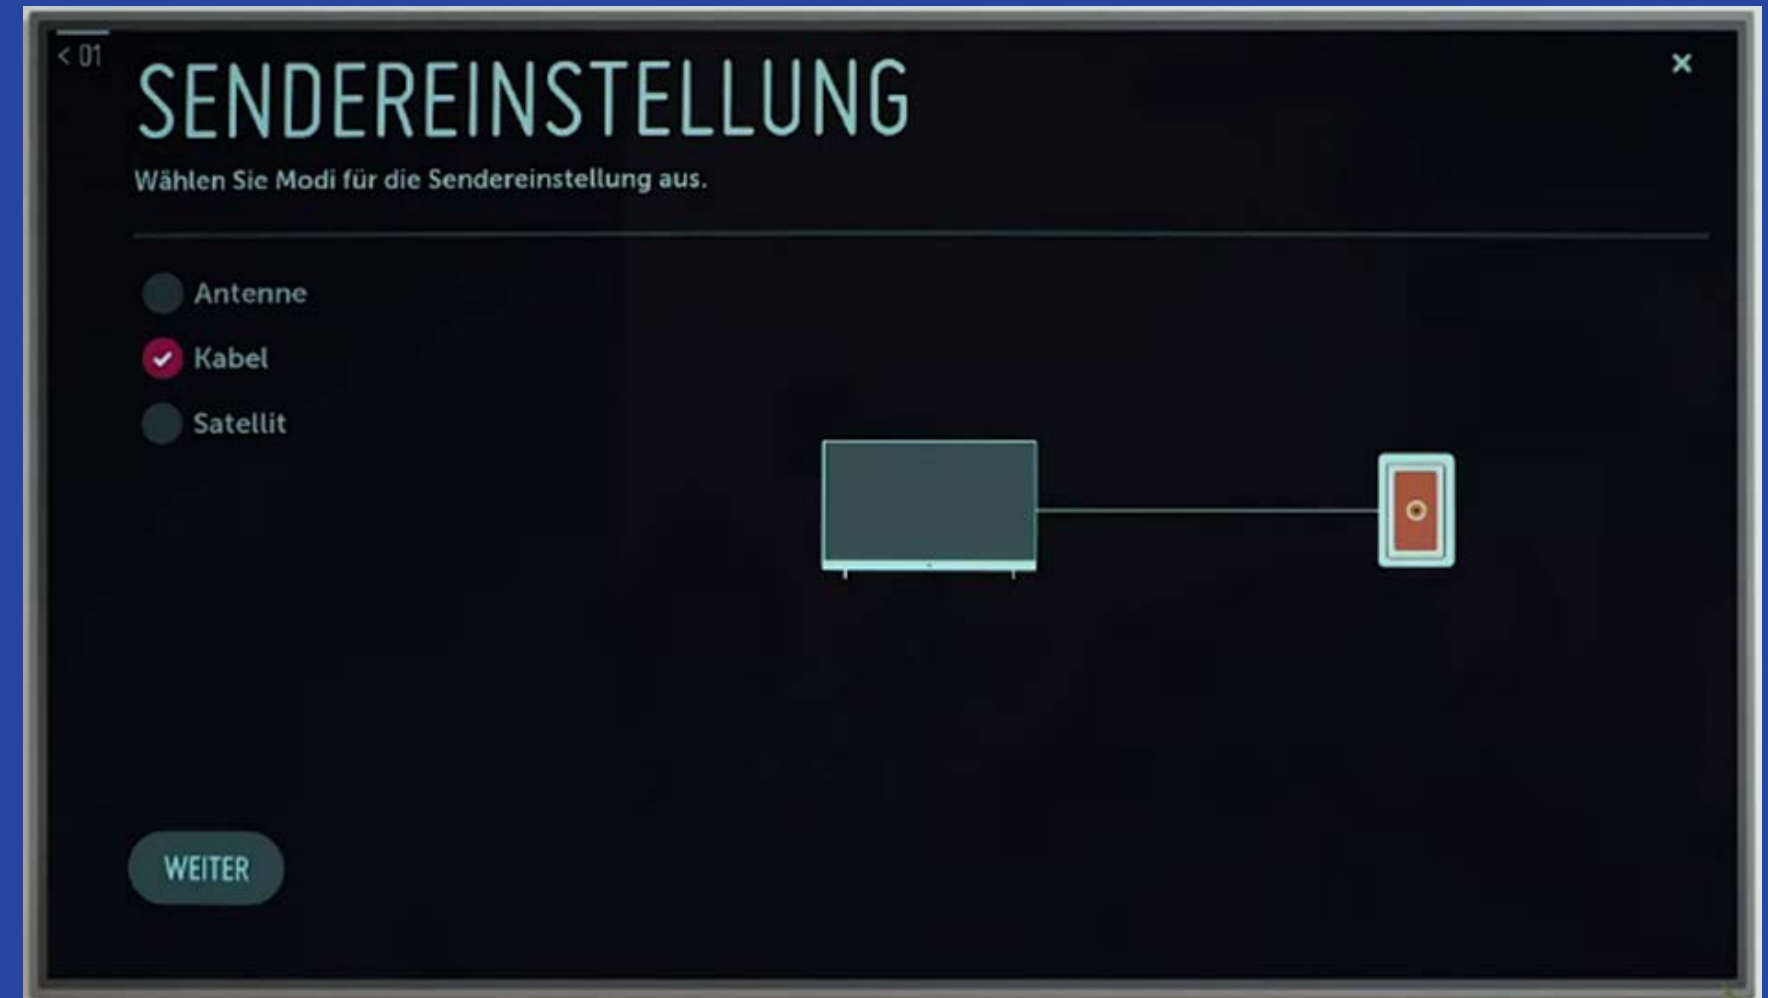 < 01
SENDEREINSTELLUNG
Wählen Sie Modi für die Sendereinstellung aus.
Antenne
Kabel
Satellit
WEITER